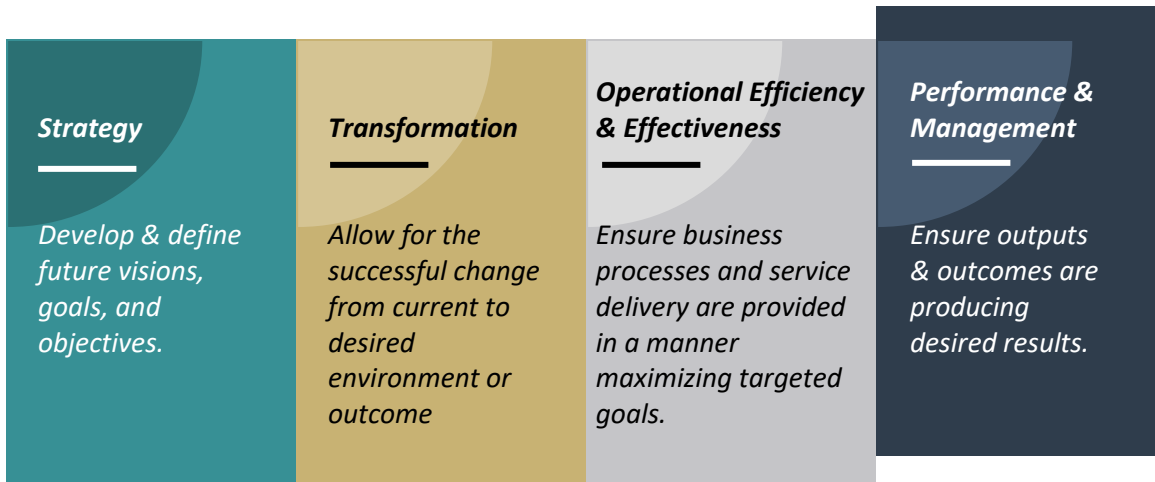 Strategy
Develop & define
future visions,
goals, and
objectives.
Transformation
Allow for the
successful change
from current to
desired
environment or
outcome
Operational Efficiency
& Effectiveness
Ensure business
processes and service
delivery are provided
in a manner
maximizing targeted
goals.
Performance &
Management
Ensure outputs
& outcomes are
producing
desired results.